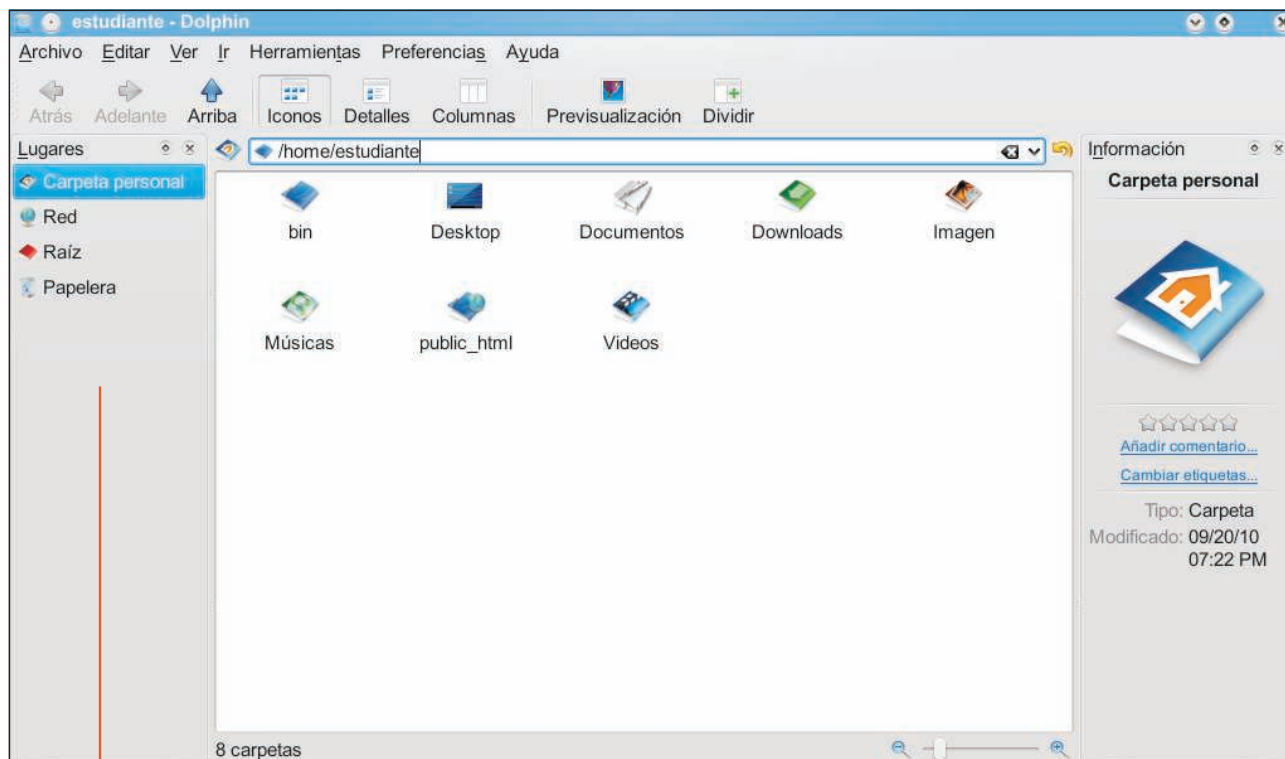 estudiante - Dolphin
Archivo Editar Ver Ir Herramientas Preferencias Ayuda
Atrás Adelante Arriba Iconos Detalles Columnas Previsualización Dividir
Lugares
Carpeta personal
Red
Raíz
Papelera
/home/estudiante
bin Desktop Documentos Downloads Imagen
Músicas public_html Videos
8 carpetas
Información
Carpeta personal
Añadir comentario...
Cambiar etiquetas...
Tipo: Carpeta
Modificado: 09/20/10
07:22 PM